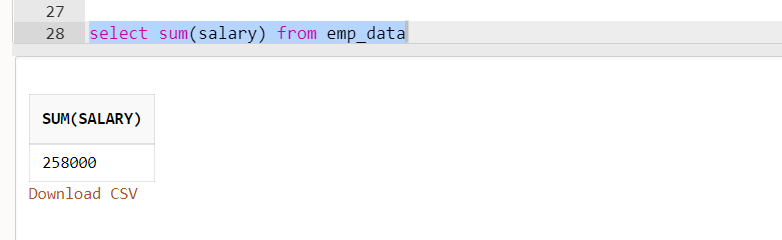 27
28 select sum(salary) from emp_data
SUM(SALARY)
258000
Download CSV